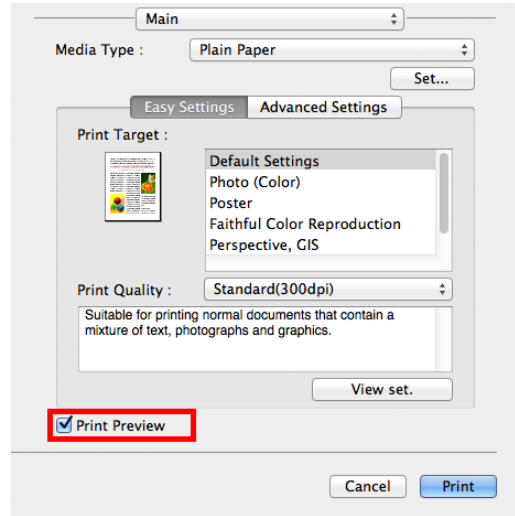 Main
Media Type : Plain Paper
Set...
Easy Settings Advanced Settings
Print Target :
Default Settings
Photo (Color)
Poster
Faithful Color Reproduction
Perspective, GIS
Print Quality : Standard(300dpi)
Suitable for printing normal documents that contain a
mixture of text, photographs and graphics.
View set.
Print Preview
Cancel Print